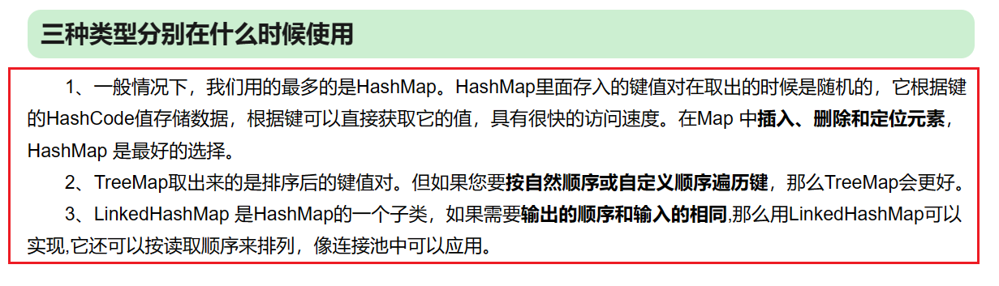 三种类型分别在什么时候使用
1、一般情况下，我们用的最多的是HashMap。HashMap里面存入的键值对在取出的时候是随机的，它根据键
的HashCode值存储数据，根据键可以直接获取它的值，具有很快的访问速度。在Map 中插入、删除和定位元素，
HashMap 是最好的选择。
2、TreeMap取出来的是排序后的键值对。但如果您要按自然顺序或自定义顺序遍历键，那么TreeMap会更好。
3、LinkedHashMap 是HashMap的一个子类，如果需要输出的顺序和输入的相同,那么用LinkedHashMap可以
实现,它还可以按读取顺序来排列，像连接池中可以应用。